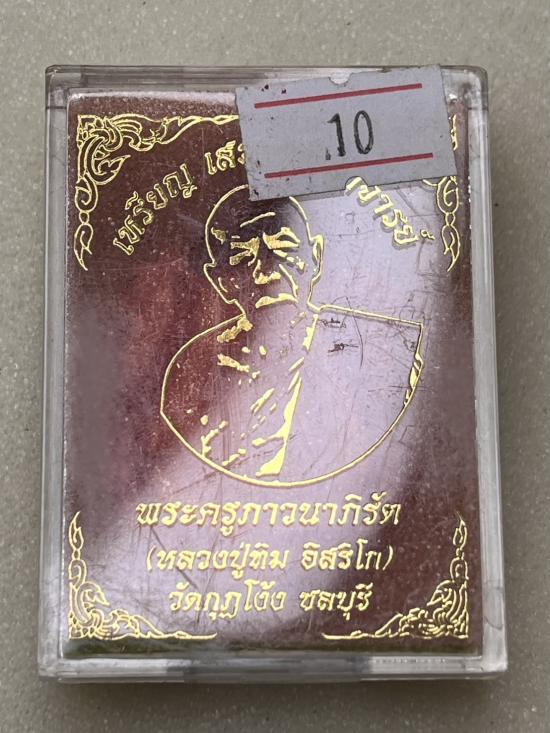 10
เหรียญ
พระครูภาวนาภิรัต
(หลวงปู่ทิม อิสริโก)
วัดกุฎโง้ง ชลบุรี